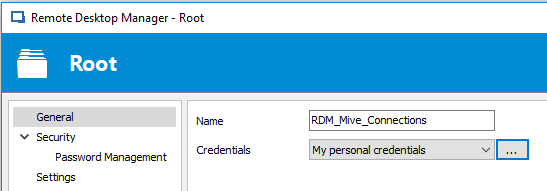 Remote Desktop Manager - Root
Root
General
Security
Password Management
Settings
Name
RDM_Mive_Connections
Credentials
My personal credentials
...